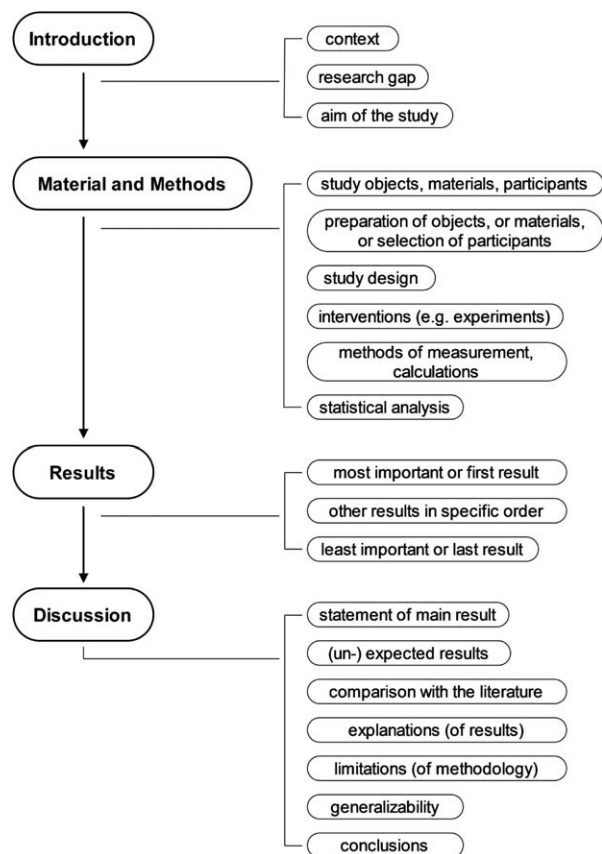 Introduction
context
research gap
aim of the study
Material and Methods
study objects, materials, participants
preparation of objects, or materials,
or selection of participants
study design
interventions (e.g. experiments)
methods of measurement,
calculations
statistical analysis
Results
most important or first result
other results in specific order
least important or last result
Discussion
statement of main result
(un-) expected results
comparison with the literature
explanations (of results)
limitations (of methodology)
generalizability
conclusions